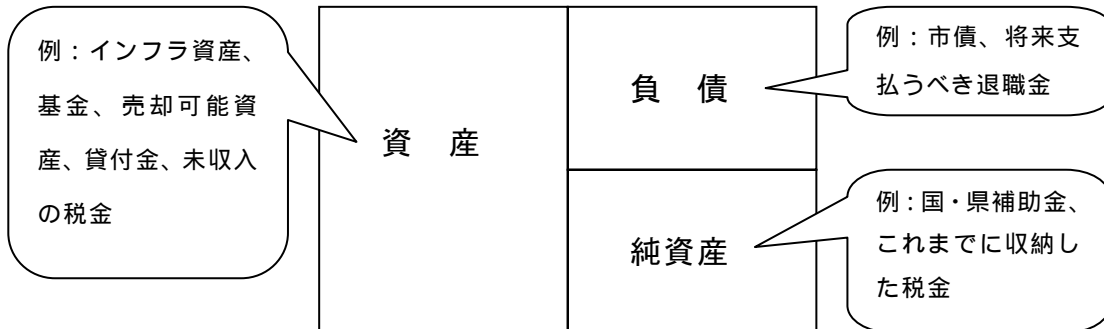 例：インフラ資産、
基金、売却可能資
産、貸付金、未収入
の税金
資　産
負　債
例：市債、将来支
払うべき退職金
純資産
例：国・県補助金、
これまでに収納し
た税金